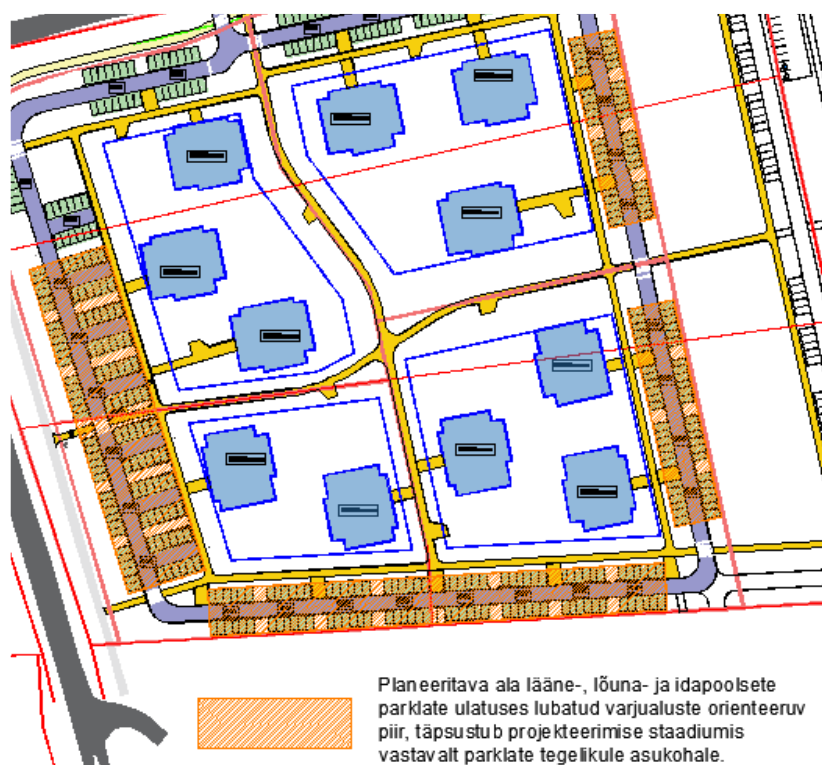 Planeeritava ala lääne-, lõuna- ja idapoolsete
parklate ulatuses lubatud varjualuste orienteeruv
piir, täpsustub projekteerimise staadiumis
vastavalt parklate tegelikule asukohale.